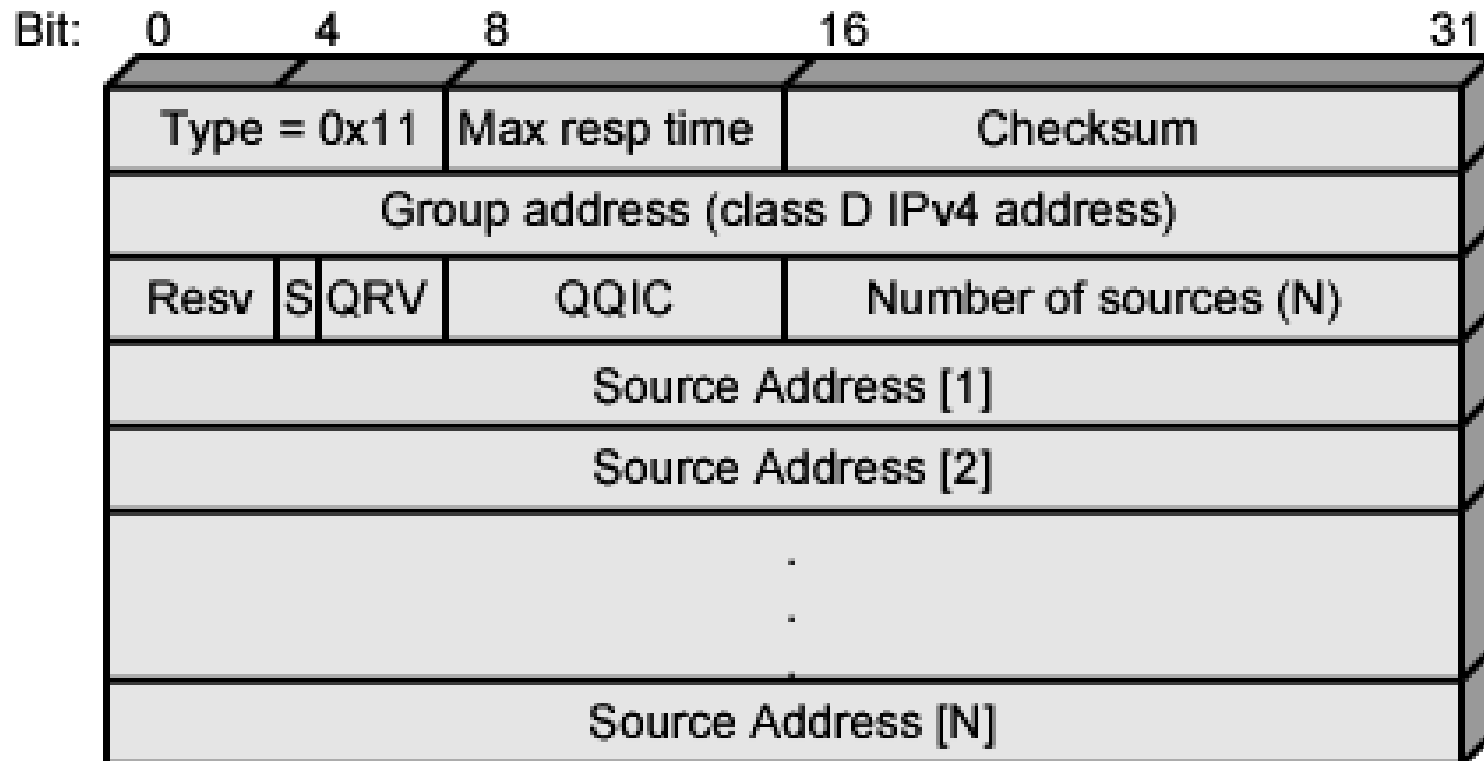 Bit: 0 4 8 16 31
Type = 0x11 Max resp time Checksum
Group address (class D IPv4 address)
Resv S QRV QQIC Number of sources (N)
Source Address [1]
Source Address [2]
.
.
.
Source Address [N]